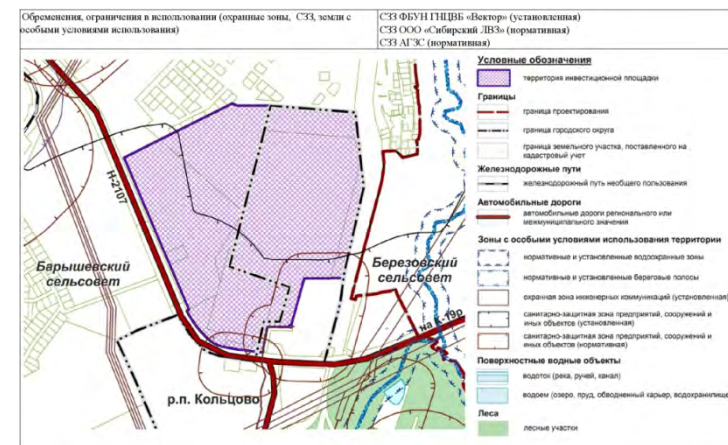 Обременения, ограничения в использовании (охранные зоны, СЗЗ, земли с
особыми условиями использования)
СЗЗ ФБУН ГНЦВБ «Вектор» (установленная)
СЗЗ ООО «Сибирский ЛВЗ» (нормативная)
СЗЗ АГЗС (нормативная)
Н-2107
Барышевский
сельсовет
Березовский
сельсовет
на К-19р
р.п. Кольцово
Условные обозначения
территория инвестиционной площадки
Границы
граница проектирования
граница городского округа
граница земельного участка, поставленного на
кадастровый учет
Железнодорожные пути
железнодорожный путь необщего пользования
Автомобильные дороги
автомобильные дороги регионального или
межмуниципального значения
Зоны с особыми условиями использования территории
нормативные и установленные водоохранные зоны
нормативные и установленные береговые полосы
охранная зона инженерных коммуникаций (установленная)
санитарно-защитная зона предприятий, сооружений и
иных объектов (установленная)
санитарно-защитная зона предприятий, сооружений и
иных объектов (нормативная)
Поверхностные водные объекты
водоток (река, ручей, канал)
водоем (озеро, пруд, обводненный карьер, водохранилище)
Леса
лесные участки